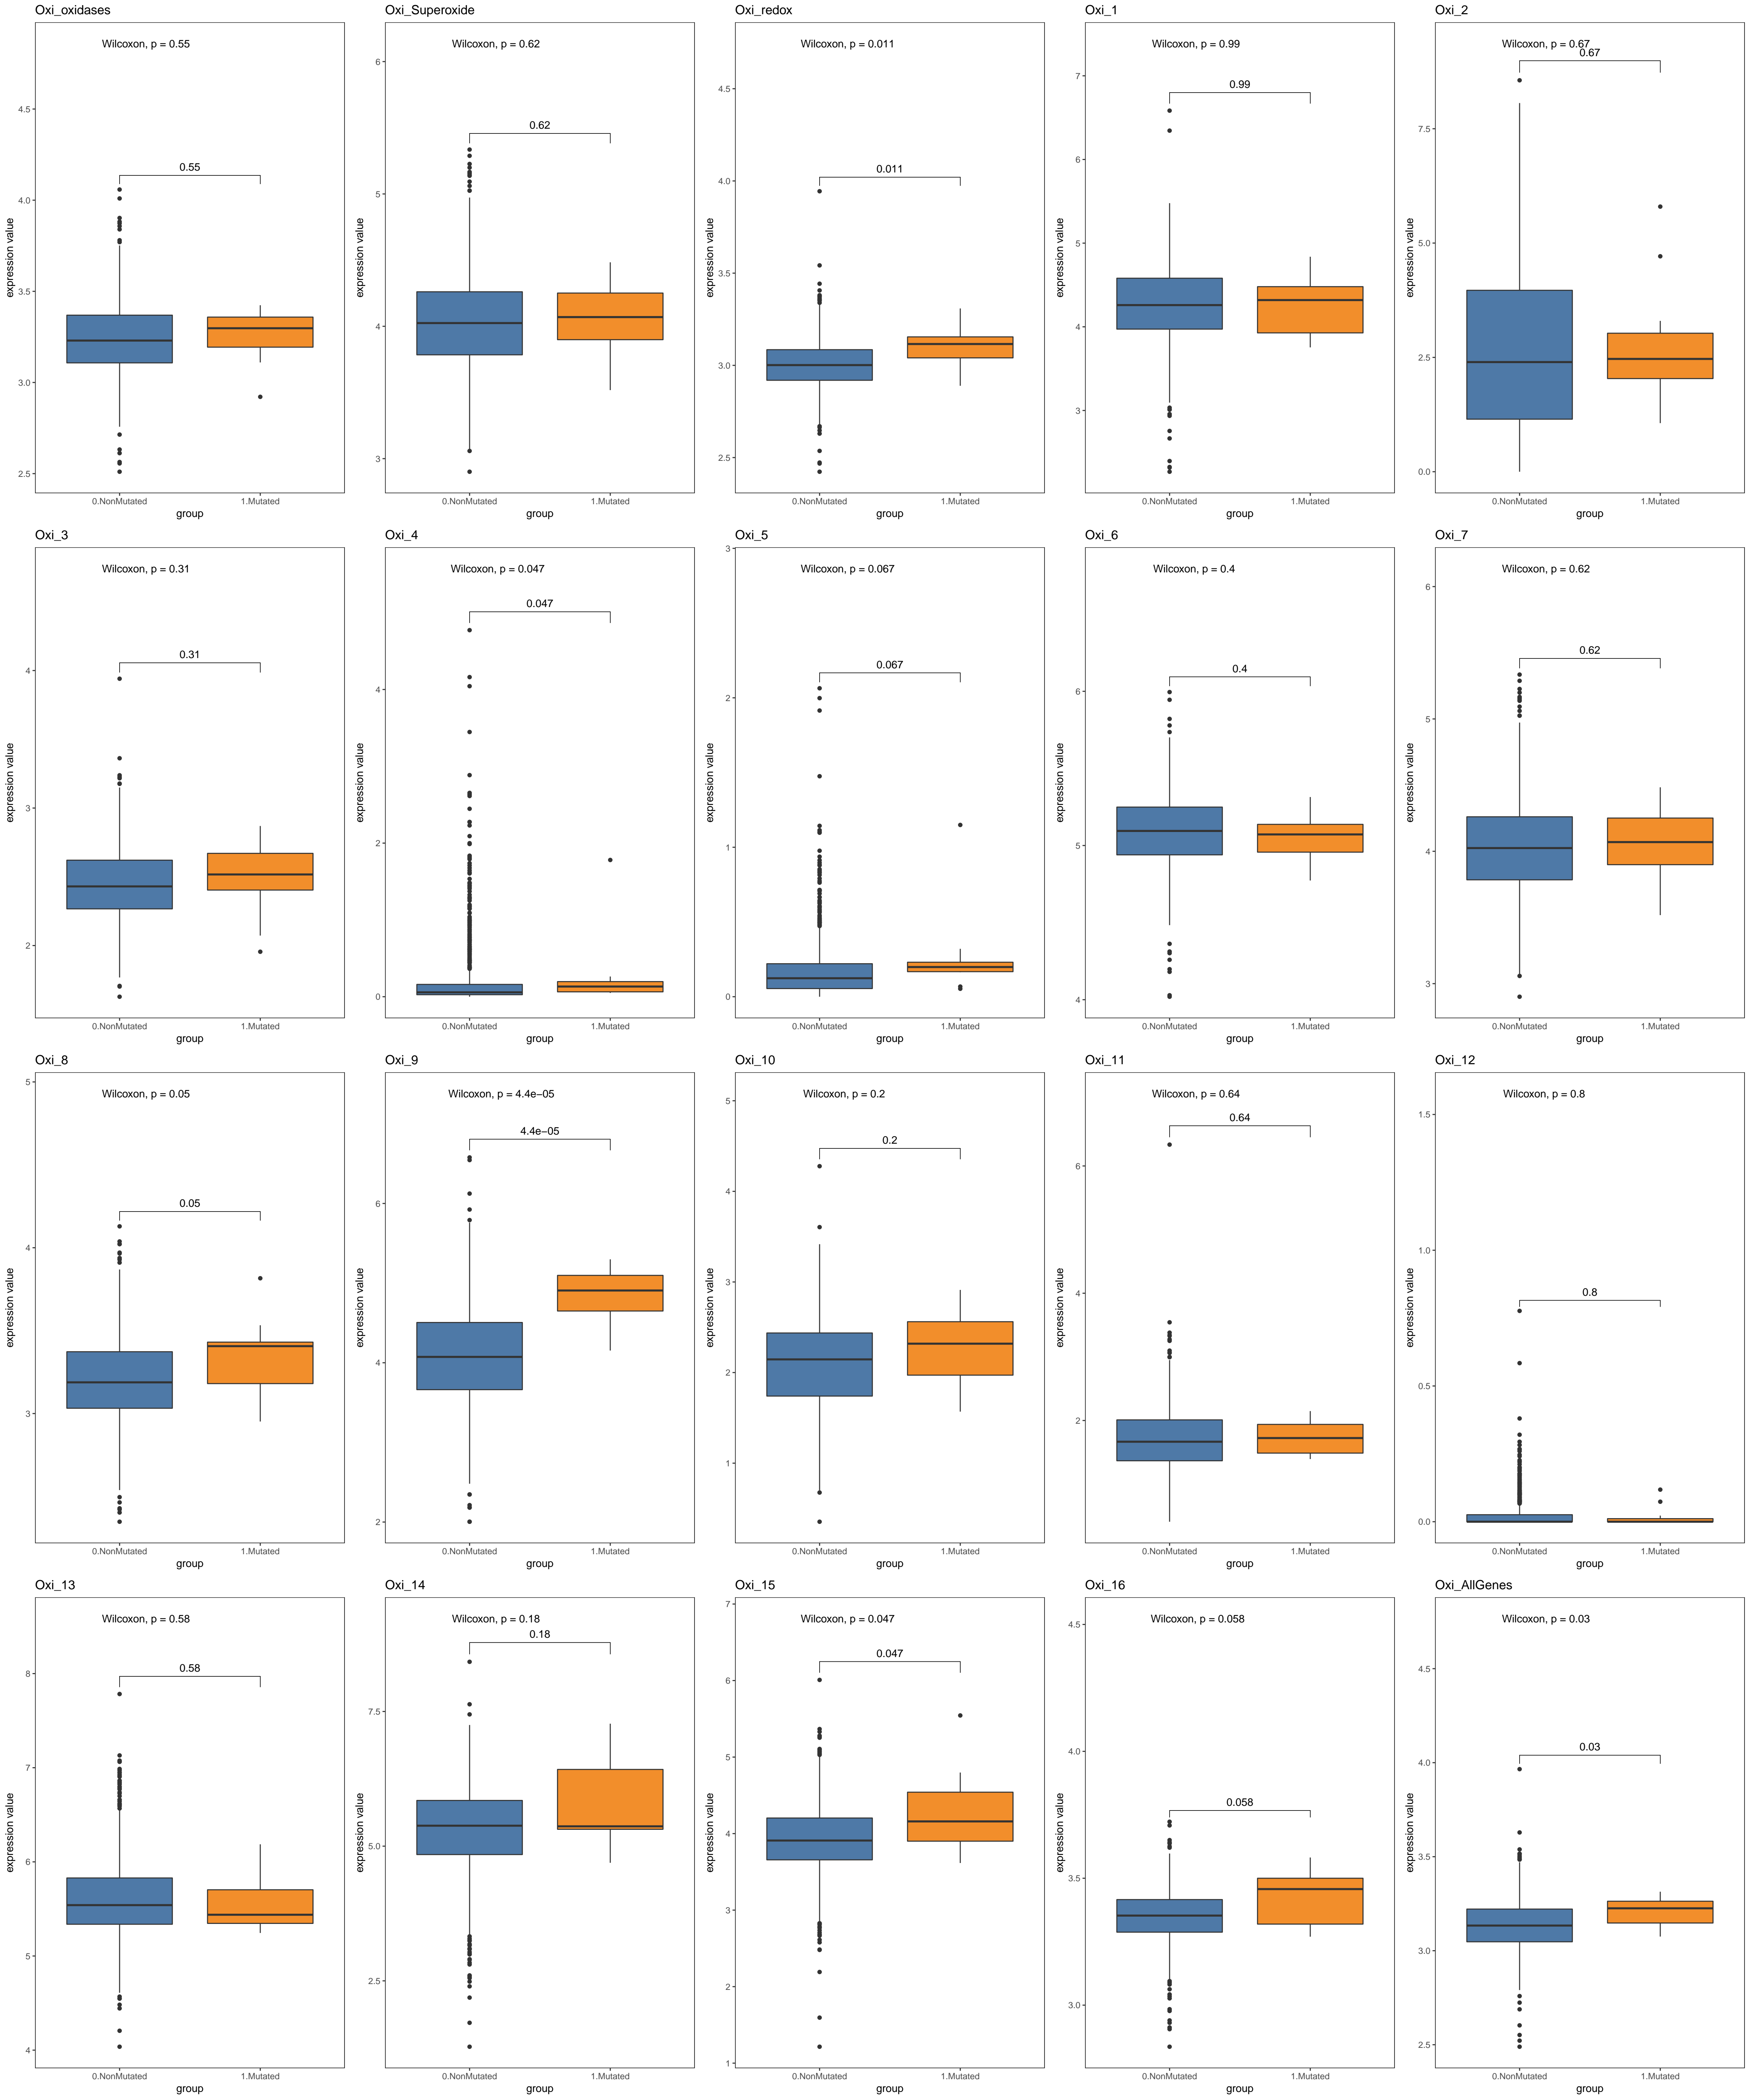 Oxi_oxidases
Wilcoxon, p = 0.55
0.55
4.5
4.0
3.5
3.0
2.5
expression value
0.NonMutated 1.Mutated
group
Oxi_Superoxide
Wilcoxon, p = 0.62
0.62
6
5
4
3
expression value
0.NonMutated 1.Mutated
group
Oxi_redox
Wilcoxon, p = 0.011
0.011
4.5
4.0
3.5
3.0
2.5
expression value
0.NonMutated 1.Mutated
group
Oxi_1
Wilcoxon, p = 0.99
0.99
7
6
5
4
3
expression value
0.NonMutated 1.Mutated
group
Oxi_2
Wilcoxon, p = 0.67
0.67
7.5
5.0
2.5
0.0
expression value
0.NonMutated 1.Mutated
group
Oxi_3
Wilcoxon, p = 0.31
0.31
4
3
2
expression value
0.NonMutated 1.Mutated
group
Oxi_4
Wilcoxon, p = 0.047
0.047
4
2
0
expression value
0.NonMutated 1.Mutated
group
Oxi_5
Wilcoxon, p = 0.067
0.067
3
2
1
0
expression value
0.NonMutated 1.Mutated
group
Oxi_6
Wilcoxon, p = 0.4
0.4
6
5
4
expression value
0.NonMutated 1.Mutated
group
Oxi_7
Wilcoxon, p = 0.62
0.62
6
5
4
3
expression value
0.NonMutated 1.Mutated
group
Oxi_8
Wilcoxon, p = 0.05
0.05
5
4
3
expression value
0.NonMutated 1.Mutated
group
Oxi_9
Wilcoxon, p = 4.4e−05
4.4e−05
6
4
2
expression value
0.NonMutated 1.Mutated
group
Oxi_10
Wilcoxon, p = 0.2
0.2
5
4
3
2
1
expression value
0.NonMutated 1.Mutated
group
Oxi_11
Wilcoxon, p = 0.64
0.64
6
4
2
expression value
0.NonMutated 1.Mutated
group
Oxi_12
Wilcoxon, p = 0.8
0.8
1.5
1.0
0.5
0.0
expression value
0.NonMutated 1.Mutated
group
Oxi_13
Wilcoxon, p = 0.58
0.58
8
7
6
5
4
expression value
0.NonMutated 1.Mutated
group
Oxi_14
Wilcoxon, p = 0.18
0.18
7.5
5.0
2.5
expression value
0.NonMutated 1.Mutated
group
Oxi_15
Wilcoxon, p = 0.047
0.047
7
6
5
4
3
2
1
expression value
0.NonMutated 1.Mutated
group
Oxi_16
Wilcoxon, p = 0.058
0.058
4.5
4.0
3.5
3.0
expression value
0.NonMutated 1.Mutated
group
Oxi_AllGenes
Wilcoxon, p = 0.03
0.03
4.5
4.0
3.5
3.0
2.5
expression value
0.NonMutated 1.Mutated
group